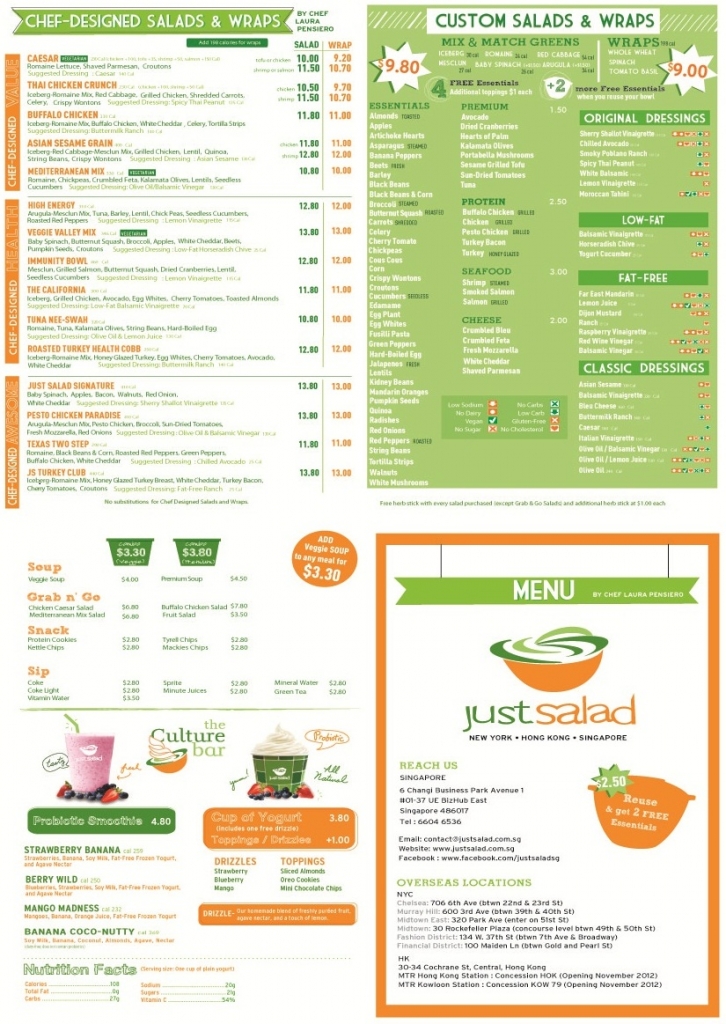 CHEF-DESIGNED SALADS & WRAPS
BY CHEF
LAURA
PENSIERO
Add 100 calories for wraps
SALAD WRAP
CHEF-DESIGNED VALUE
CAESAR VEGETARIAN
tofu or chicken 10.00 9.20
Romaine Lettuce, Shaved Parmesan, Croutons
shrimp or salmon 11.50 10.70
Suggested Dressing : Caesar
THAI CHICKEN CRUNCH
chicken 10.50 9.70
Iceberg-Romaine Mix, Red Cabbage, Grilled Chicken, Shredded Carrots,
shrimp 11.50 10.70
Celery, Crispy Wontons Suggested Dressing: Spicy Thai Peanut
BUFFALO CHICKEN
11.80 11.00
Iceberg-Romaine Mix, Buffalo Chicken, White Cheddar, Celery, Tortilla Strips
Suggested Dressing: Buttermilk Ranch
ASIAN SESAME GRAIN
chicken 11.80 11.00
Iceberg-Red Cabbage-Mesclun Mix, Grilled Chicken, Lentil, Quinoa,
shrimp 12.80 12.00
String Beans, Crispy Wontons Suggested Dressing : Asian Sesame
MEDITERRANEAN MIX VEGETARIAN
10.80 10.00
Romaine, Chickpeas, Crumbled Feta, Kalamata Olives, Lentils, Seedless
Cucumbers Suggested Dressing: Olive Oil/Balsamic Vinegar
CHEF-DESIGNED HEALTH
HIGH ENERGY
12.80 12.00
Arugula-Mesclun Mix, Tuna, Barley, Lentil, Chick Peas, Seedless Cucumbers,
Roasted Red Peppers Suggested Dressing : Lemon Vinaigrette
VEGGIE VALLEY MIX VEGETARIAN
13.80 13.00
Baby Spinach, Butternut Squash, Broccoli, Apples, White Cheddar, Beets,
Pumpkin Seeds, Croutons Suggested Dressing: Low-Fat Horseradish Chive
IMMUNITY BOWL
12.80 12.00
Mesclun, Grilled Salmon, Butternut Squash, Dried Cranberries, Lentil,
Seedless Cucumbers Suggested Dressing : Lemon Vinaigrette
THE CALIFORNIA
11.80 11.00
Iceberg, Grilled Chicken, Avocado, Egg Whites, Cherry Tomatoes, Toasted Almonds
Suggested Dressing: Low-Fat Balsamic Vinaigrette
TUNA NEE-SWAH
10.80 10.00
Romaine, Tuna, Kalamata Olives, String Beans, Hard-Boiled Egg
Suggested Dressing: Olive Oil & Lemon Juice
ROASTED TURKEY HEALTH COBB
12.80 12.00
Iceberg-Romaine Mix, Honey Glazed Turkey, Egg Whites, Cherry Tomatoes, Avocado,
White Cheddar Suggested Dressing: Buttermilk Ranch
CHEF-DESIGNED AWESOME
JUST SALAD SIGNATURE
13.80 13.00
Baby Spinach, Apples, Bacon, Walnuts, Red Onion,
White Cheddar Suggested Dressing: Sherry Shallot Vinaigrette
PESTO CHICKEN PARADISE
13.80 13.00
Arugula-Mesclun Mix, Pesto Chicken, Broccoli, Sun-Dried Tomatoes,
Fresh Mozzarella, Red Onions Suggested Dressing : Olive Oil & Balsamic Vinegar
TEXAS TWO STEP
11.80 11.00
Romaine, Black Beans & Corn, Roasted Red Peppers, Green Peppers,
Buffalo Chicken, White Cheddar Suggested Dressing : Chilled Avocado
JS TURKEY CLUB
13.80 13.00
Iceberg-Romaine Mix, Honey Glazed Turkey Breast, White Cheddar, Turkey Bacon,
Cherry Tomatoes, Croutons Suggested Dressing: Fat-Free Ranch
No substitutions for Chef Designed Salads and Wraps.
CUSTOM SALADS & WRAPS
$9.80
MIX & MATCH GREENS
ICEBERG ROMAINE RED CABBAGE
MESCLUN BABY SPINACH ARUGULA
WRAPS
WHOLE WHEAT
SPINACH
TOMATO BASIL
$9.00
4 FREE Essentials
Additional toppings $1 each
+2 more Free Essentials
when you reuse your bowl
ESSENTIALS
Almonds TOASTED
Apples
Artichoke Hearts
Asparagus STEAMED
Banana Peppers
Beets FRESH
Barley
Black Beans
Black Beans & Corn
Broccoli STEAMED
Butternut Squash ROASTED
Carrots SHREDDED
Celery
Cherry Tomato
Chickpeas
Cous Cous
Corn
Crispy Wontons
Croutons
Cucumbers SEEDLESS
Edamame
Egg Plant
Egg Whites
Fusilli Pasta
Green Peppers
Hard-Boiled Egg
Jalapenos FRESH
Lentils
Kidney Beans
Mandarin Oranges
Pumpkin Seeds
Quinoa
Radishes
Red Onions
Red Peppers ROASTED
String Beans
Tortilla Strips
Walnuts
White Mushrooms
PREMIUM 1.50
Avocado
Dried Cranberries
Hearts of Palm
Kalamata Olives
Portabella Mushrooms
Sesame Grilled Tofu
Sun-Dried Tomatoes
Tuna
PROTEIN 2.50
Buffalo Chicken GRILLED
Chicken GRILLED
Pesto Chicken GRILLED
Turkey Bacon
Turkey HONEY GLAZED
SEAFOOD 3.00
Shrimp STEAMED
Smoked Salmon
Salmon GRILLED
CHEESE 2.00
Crumbled Bleu
Crumbled Feta
Fresh Mozzarella
White Cheddar
Shaved Parmesan
Low Sodium No Carbs
No Dairy Low Carb
Vegan Gluten-Free
No Sugar No Cholesterol
ORIGINAL DRESSINGS
Sherry Shallot Vinaigrette
Chilled Avocado
Smoky Poblano Ranch
Spicy Thai Peanut
White Balsamic
Lemon Vinaigrette
Moroccan Tahini
LOW-FAT
Balsamic Vinaigrette
Horseradish Chive
Yogurt Cucumber
FAT-FREE
Far East Mandarin
Lemon Juice
Dijon Mustard
Ranch
Raspberry Vinaigrette
Red Wine Vinegar
Balsamic Vinegar
CLASSIC DRESSINGS
Asian Sesame
Balsamic Vinaigrette
Bleu Cheese
Buttermilk Ranch
Caesar
Italian Vinaigrette
Olive Oil / Balsamic Vinegar
Olive Oil / Lemon Juice
Olive Oil
Free herb stick with every salad purchased (except Grab & Go Salads) and additional herb stick at $1.00 each
combo
$3.30
(Veggie)
combo
$3.80
(Premium)
ADD
Veggie SOUP
to any meal for
$3.30
Soup
Veggie Soup $4.00 Premium Soup $4.50
Grab n' Go
Chicken Caesar Salad $6.80 Buffalo Chicken Salad $7.80
Mediterranean Mix Salad $6.80 Fruit Salad $3.50
Snack
Protein Cookies $2.80 Tyrell Chips $2.80
Kettle Chips $2.80 Mackies Chips $2.80
Sip
Coke $2.80 Sprite $2.80 Mineral Water $2.80
Coke Light $2.80 Minute Juices $2.80 Green Tea $2.80
Vitamin Water $3.50
the
Culture
bar
just salad
tasty
fresh
yum!
Probiotic
All
Natural
Probiotic Smoothie 4.80
STRAWBERRY BANANA cal 255
Strawberries, Banana, Soy Milk, Fat-Free Frozen Yogurt,
and Agave Nectar
BERRY WILD cal 250
Blueberries, Strawberries, Soy Milk, Fat-Free Frozen Yogurt,
and Agave Nectar
MANGO MADNESS cal 232
Mangoes, Banana, Orange Juice, Fat-Free Frozen Yogurt
BANANA COCO-NUTTY
Soy Milk, Banana, Coconut, Almonds, Agave, Nectar
Cup of Yogurt 3.80
(includes one free drizzle)
Toppings / Drizzles +1.00
DRIZZLES
Strawberry
Blueberry
Mango
TOPPINGS
Sliced Almonds
Oreo Cookies
Mini Chocolate Chips
DRIZZLE- Our homemade blend of freshly puréed fruit,
agave nectar, and a touch of lemon.
Nutrition Facts (Serving size: One cup of plain yogurt)
Calories 108 Sodium 20g
Total Fat 0g Sugars 21g
Carbs 27g Vitamin C 54%
MENU BY CHEF LAURA PENSIERO
justsalad
NEW YORK • HONG KONG • SINGAPORE
REACH US
SINGAPORE
6 Changi Business Park Avenue 1
#01-37 UE BizHub East
Singapore 486017
Tel : 6604 6536
Email: contact@justsalad.com.sg
Website: www.justsalad.com.sg
Facebook : www.facebook.com/justsaladsg
$2.50
Reuse
& get 2 FREE
Essentials
OVERSEAS LOCATIONS
NYC
Chelsea: 706 6th Ave (btwn 22nd & 23rd St)
Murray Hill: 600 3rd Ave (btwn 39th & 40th St)
Midtown East: 320 Park Ave (enter on 51st St)
Midtown: 30 Rockefeller Plaza (concourse level btwn 49th & 50th St)
Fashion District: 134 W. 37th St (btwn 7th Ave & Broadway)
Financial District: 100 Maiden Ln (btwn Gold and Pearl St)
HK
30-34 Cochrane St, Central, Hong Kong
MTR Hong Kong Station : Concession HOK (Opening November 2012)
MTR Kowloon Station : Concession KOW 79 (Opening November 2012)